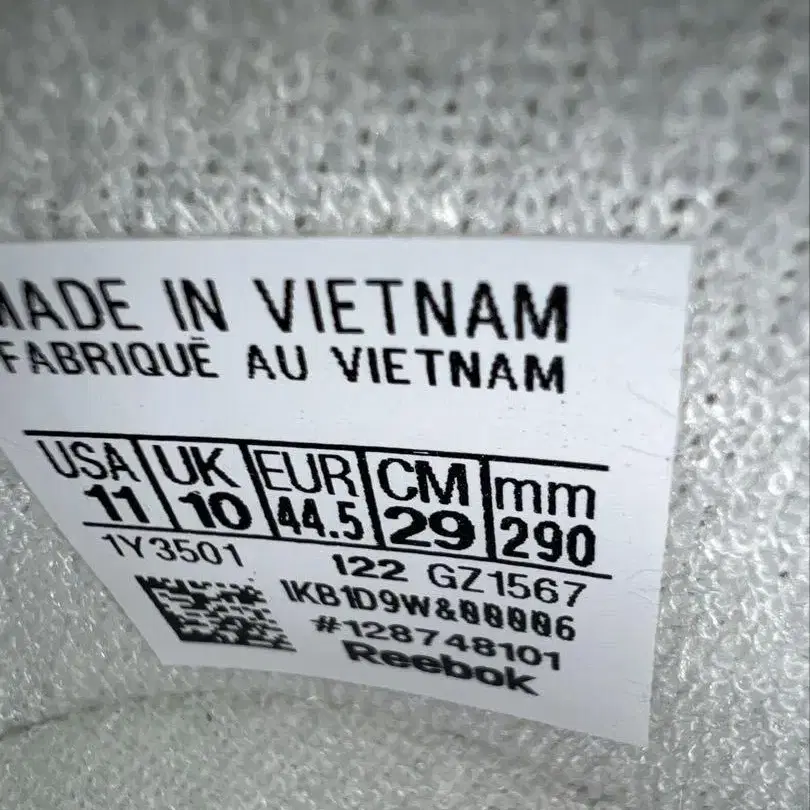 MADE IN VIETNAM
FABRIQUÉ AU VIETNAM
USA UK EUR CM mm
11 10 44.5 29 290
1Y3501 122 GZ1567
IKB1D9W&00006
#128748101
Reebok